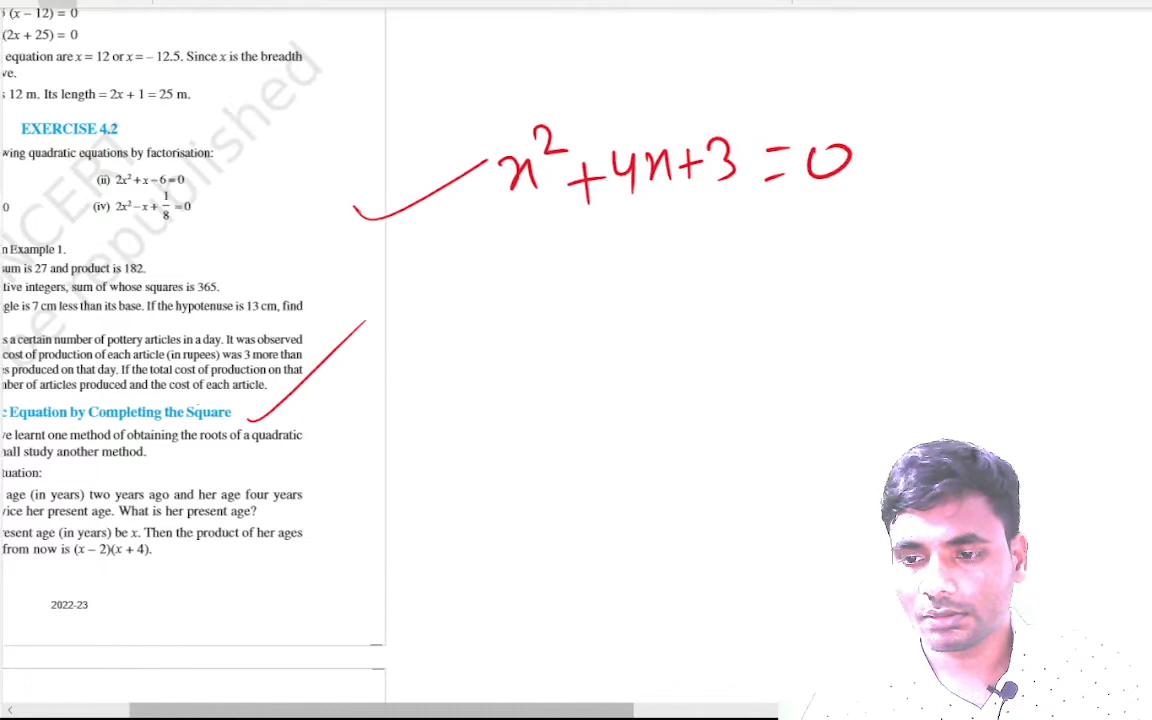 (x – 12) = 0
(2x + 25) = 0
equation are x = 12 or x = – 12.5. Since x is the breadth
ve.
12 m. Its length = 2x + 1 = 25 m.
EXERCISE 4.2
wing quadratic equations by factorisation:
(ii) 2x² + x – 6 = 0
0 (iv) 2x² – x + 1/8 = 0
n Example 1.
sum is 27 and product is 182.
tive integers, sum of whose squares is 365.
gle is 7 cm less than its base. If the hypotenuse is 13 cm, find
s a certain number of pottery articles in a day. It was observed
cost of production of each article (in rupees) was 3 more than
s produced on that day. If the total cost of production on that
nber of articles produced and the cost of each article.
: Equation by Completing the Square
ve learnt one method of obtaining the roots of a quadratic
all study another method.
tuation:
age (in years) two years ago and her age four years
vice her present age. What is her present age?
resent age (in years) be x. Then the product of her ages
from now is (x – 2)(x + 4).
2022-23
NCERT
be republished
x² + 4x + 3 = 0